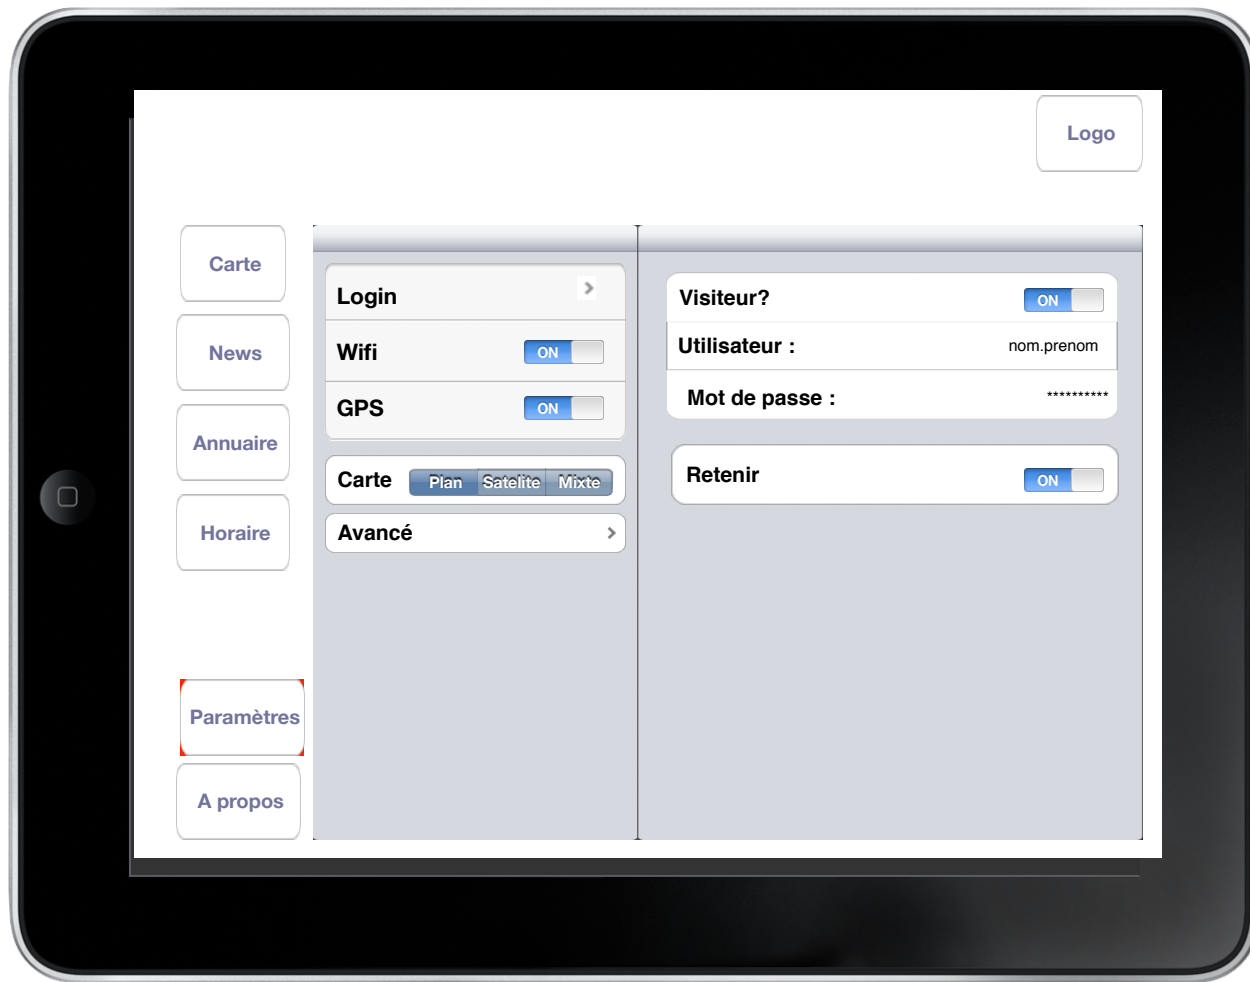 Logo
Carte
News
Annuaire
Horaire
Paramètres
A propos
Login
Wifi ON
GPS ON
Carte Plan Satelite Mixte
Avancé
Visiteur? ON
Utilisateur : nom.prenom
Mot de passe : **********
Retenir ON